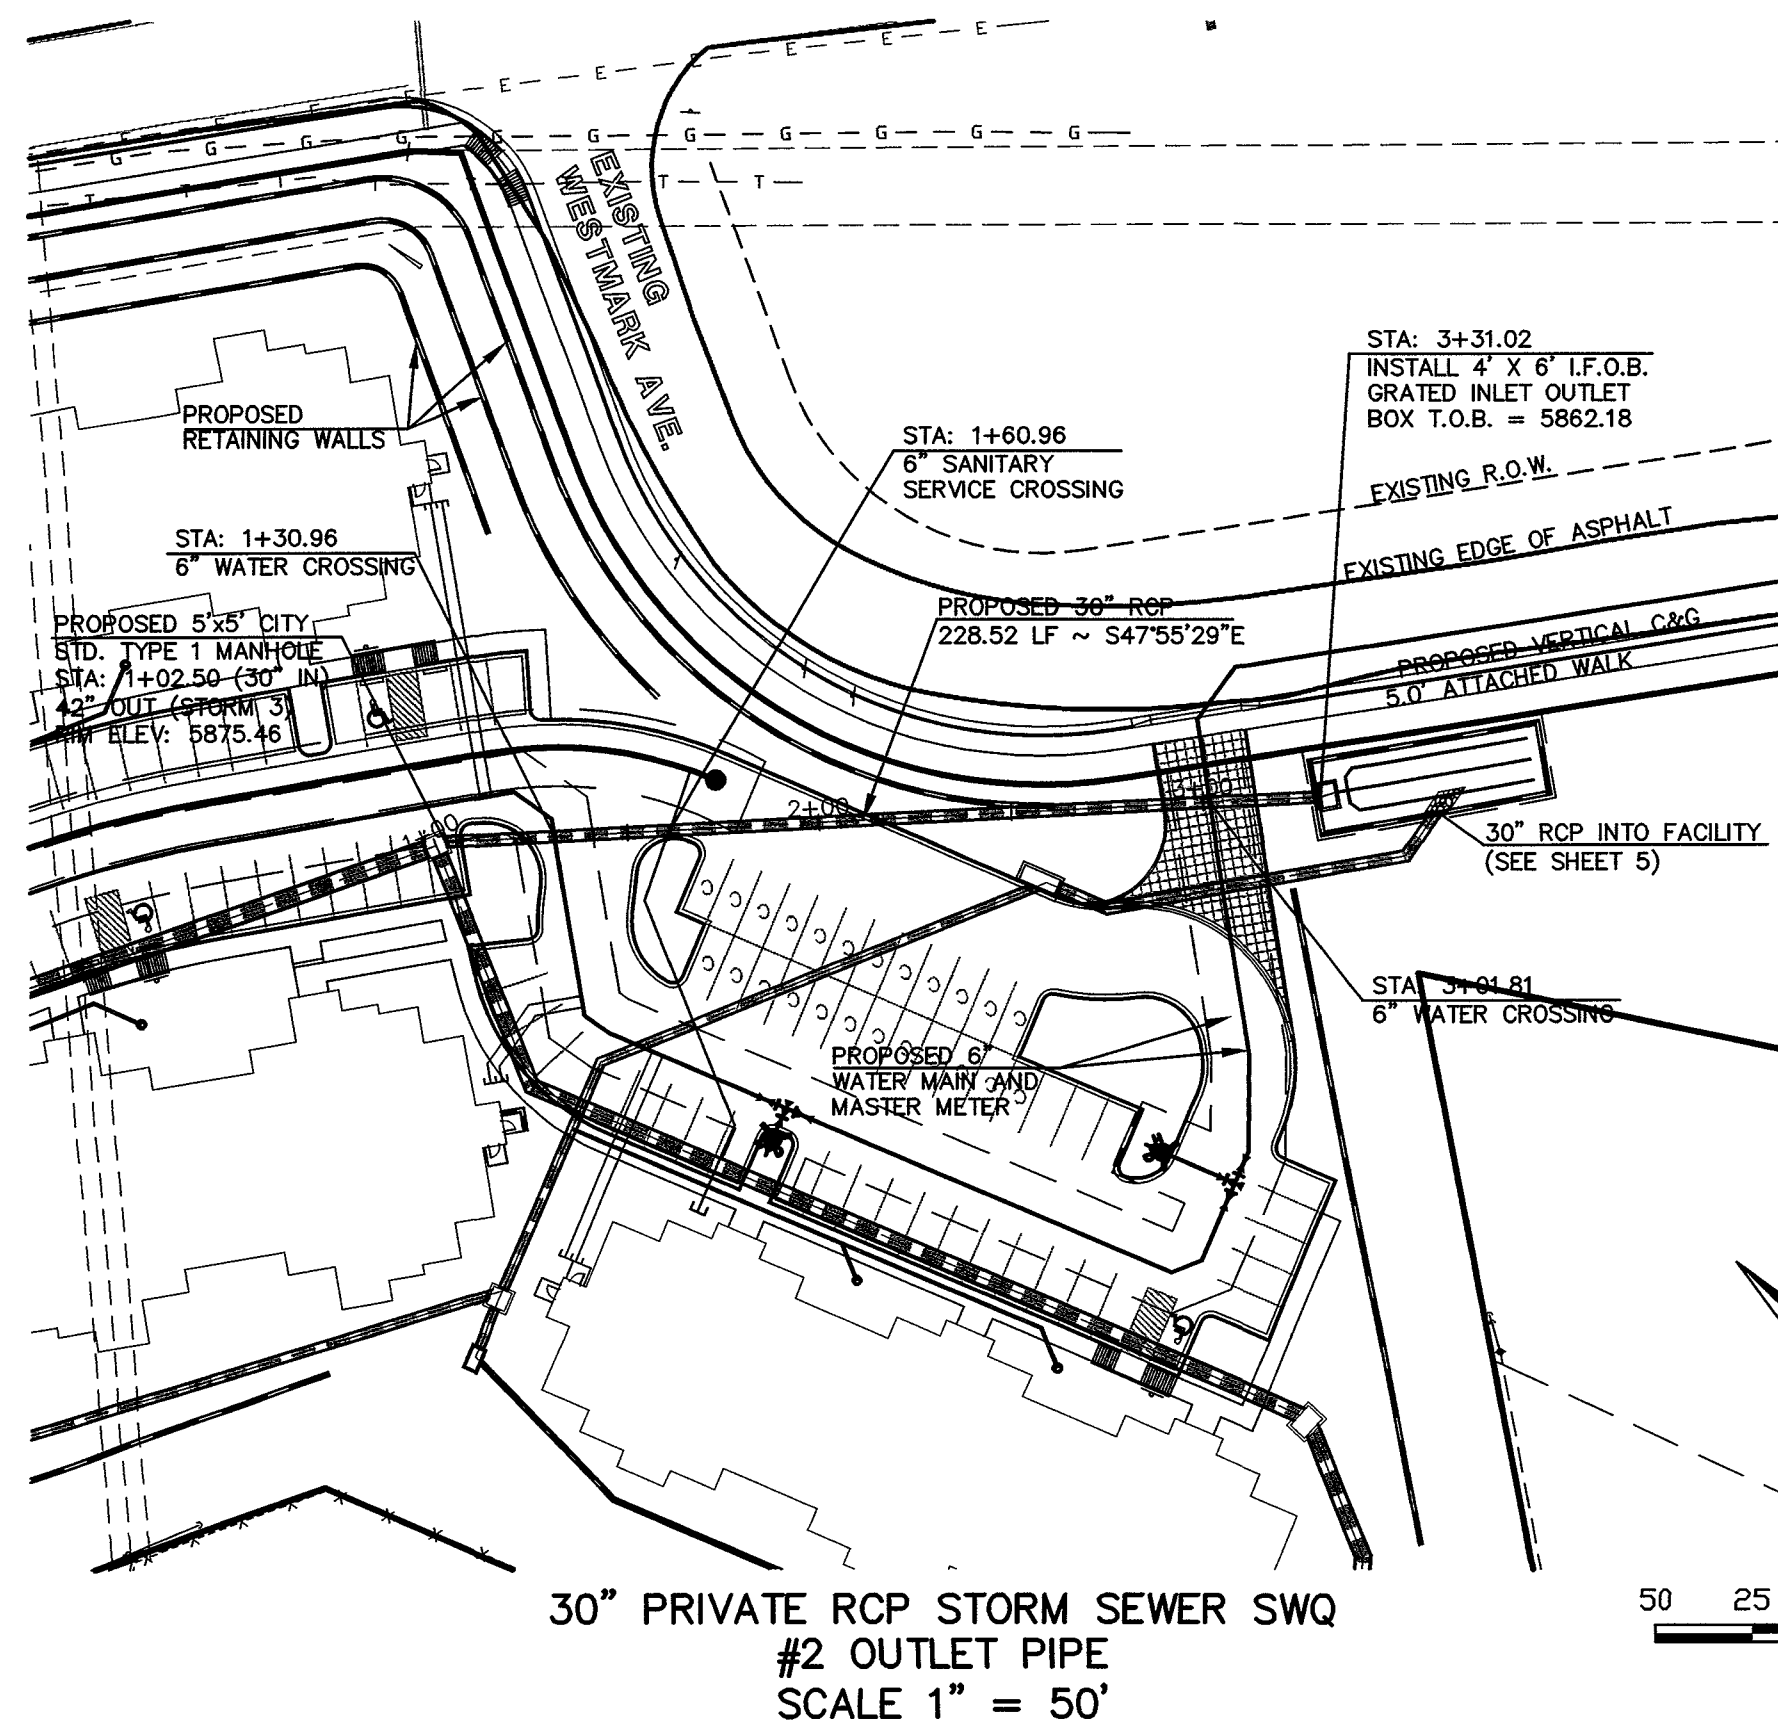 E E E E E E E E
G G G G G G G G G G G
T T T T T
EXISTING
WESTMARK AVE.
STA: 3+31.02
INSTALL 4' X 6' I.F.O.B.
GRATED INLET OUTLET
BOX T.O.B. = 5862.18
PROPOSED
RETAINING WALLS
STA: 1+60.96
6" SANITARY
SERVICE CROSSING
EXISTING R.O.W.
EXISTING EDGE OF ASPHALT
STA: 1+30.96
6" WATER CROSSING
PROPOSED 30" RCP
228.52 LF ~ S47°55'29"E
PROPOSED VERTICAL C&G
5.0' ATTACHED WALK
PROPOSED 5'x5' CITY
STD. TYPE 1 MANHOLE
STA: 1+02.50 (30" IN)
42" OUT (STORM 3)
RIM ELEV: 5875.46
1+00
2+00
3+00
30" RCP INTO FACILITY
(SEE SHEET 5)
STA: 3+01.81
6" WATER CROSSING
PROPOSED 6"
WATER MAIN AND
MASTER METER
30" PRIVATE RCP STORM SEWER SWQ
#2 OUTLET PIPE
SCALE 1" = 50'
50 25